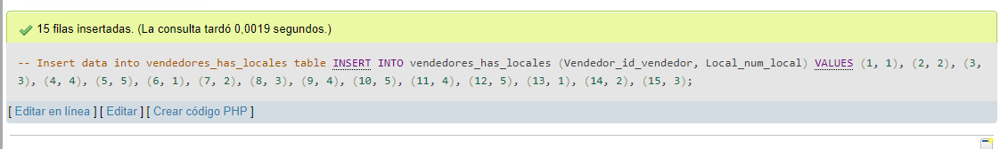 15 filas insertadas. (La consulta tardó 0,0019 segundos.)
-- Insert data into vendedores_has_locales table INSERT INTO vendedores_has_locales (Vendedor_id_vendedor, Local_num_local) VALUES (1, 1), (2, 2), (3,
3), (4, 4), (5, 5), (6, 1), (7, 2), (8, 3), (9, 4), (10, 5), (11, 4), (12, 5), (13, 1), (14, 2), (15, 3);
[ Editar en línea ] [ Editar ] [ Crear código PHP ]